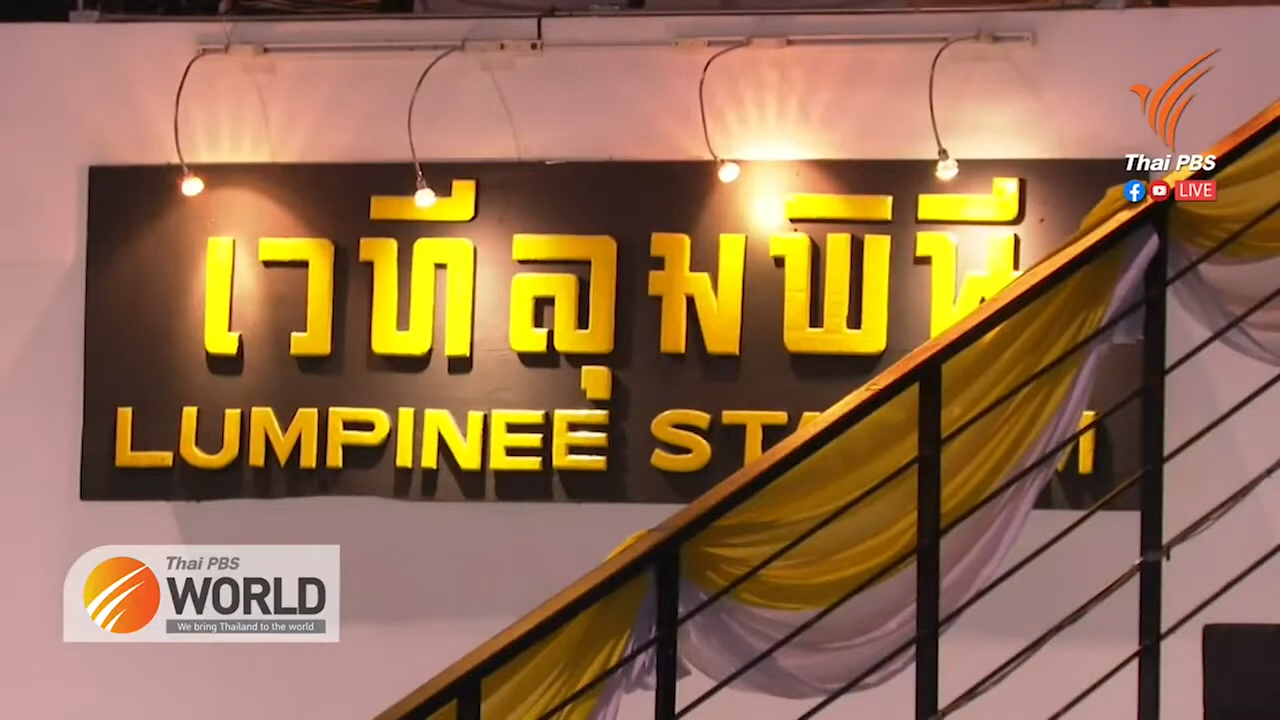 Thai PBS
LIVE
เวทีลุมพินี
LUMPINEE
Thai PBS
WORLD
We bring Thailand to the world